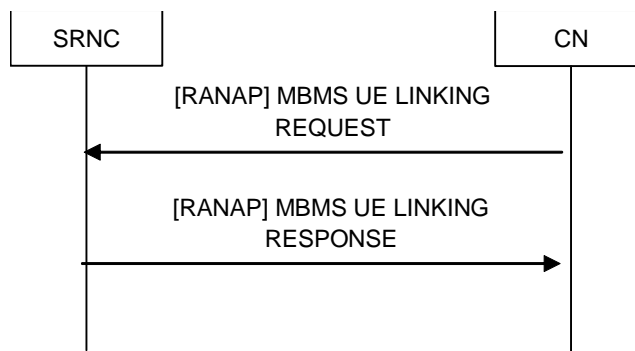 SRNC
CN
[RANAP] MBMS UE LINKING
REQUEST
[RANAP] MBMS UE LINKING
RESPONSE